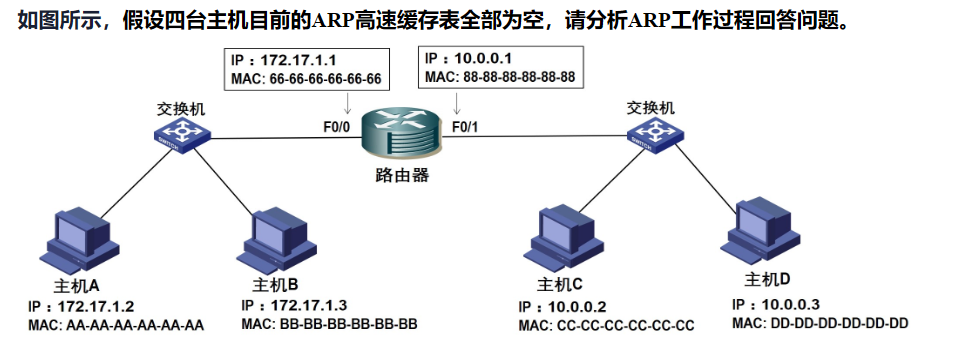 如图所示，假设四台主机目前的ARP高速缓存表全部为空，请分析ARP工作过程回答问题。
IP：172.17.1.1
MAC: 66-66-66-66-66-66
IP：10.0.0.1
MAC: 88-88-88-88-88-88
交换机
F0/0
F0/1
交换机
SWITCH
SWITCH
路由器
主机A
IP：172.17.1.2
MAC: AA-AA-AA-AA-AA-AA
主机B
IP：172.17.1.3
MAC: BB-BB-BB-BB-BB-BB
主机C
IP：10.0.0.2
MAC: CC-CC-CC-CC-CC-CC
主机D
IP：10.0.0.3
MAC: DD-DD-DD-DD-DD-DD